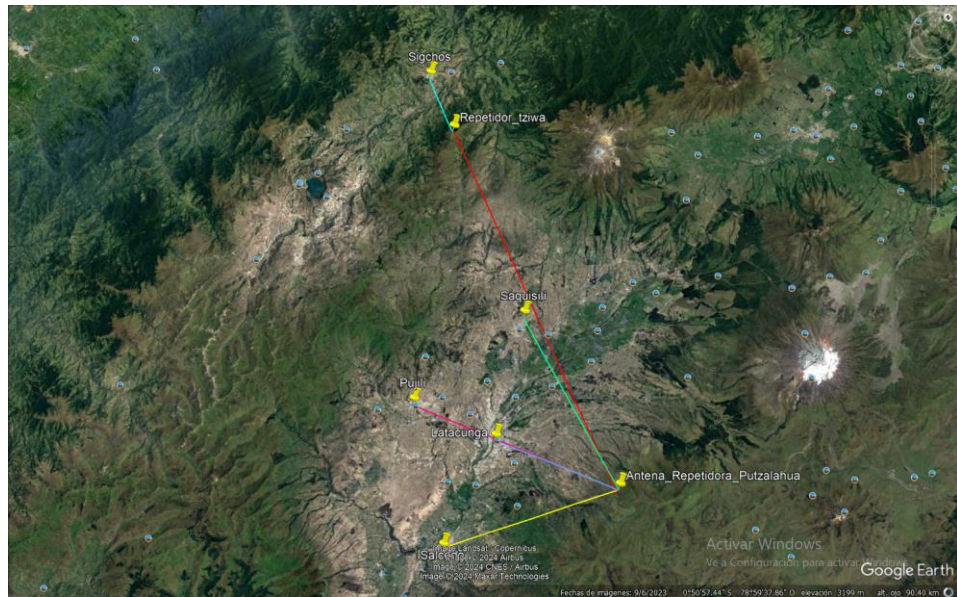 Sigchos
Repetidor_tziwa
Saquisili
Pujili
Latacunga
Antena_Repetidora_Putzalahua
Salce
Image Landsat / Copernicus
Image © 2024 Airbus
Image © 2024 CNES / Airbus
Image © 2024 Maxar Technologies
Activar Windows
Ve a Configuración para activar Windows.
Google Earth
Fechas de imágenes: 9/6/2023 0°50'57.44" S 78°59'37.86" O elevación 3199 m alt. ojo 90.40 km